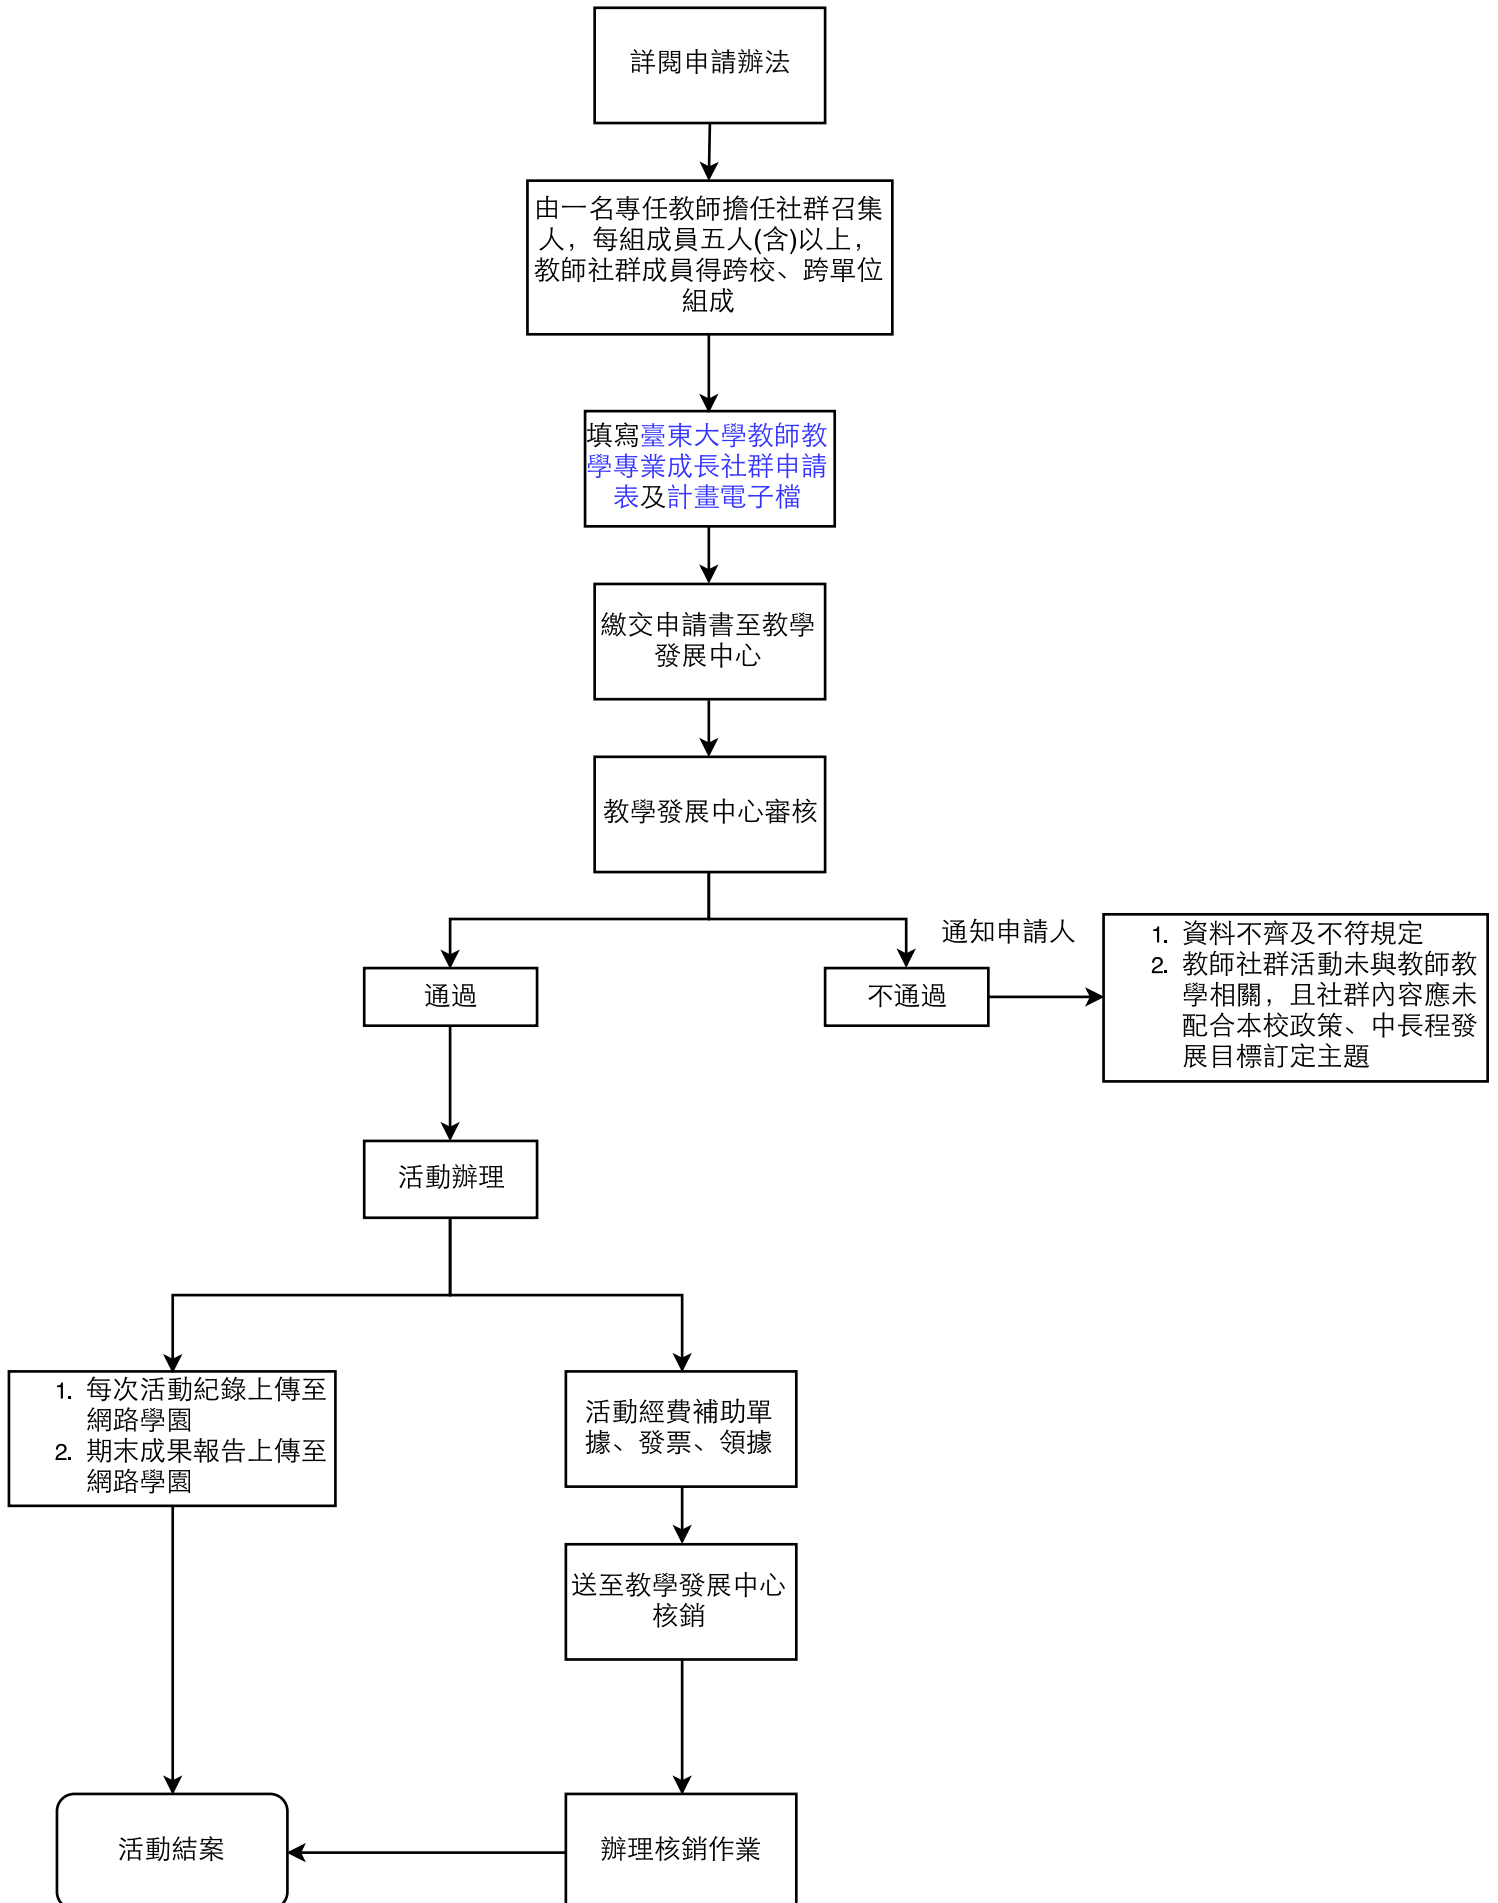 詳閱申請辦法
由一名專任教師擔任社群召集
人，每組成員五人(含)以上，
教師社群成員得跨校、跨單位
組成
填寫臺東大學教師教
學專業成長社群申請
表及計畫電子檔
繳交申請書至教學
發展中心
教學發展中心審核
通過
不通過
通知申請人
1. 資料不齊及不符規定
2. 教師社群活動未與教師教
學相關，且社群內容應未
配合本校政策、中長程發
展目標訂定主題
活動辦理
1. 每次活動紀錄上傳至
網路學園
2. 期末成果報告上傳至
網路學園
活動經費補助單
據、發票、領據
送至教學發展中心
核銷
活動結案
辦理核銷作業